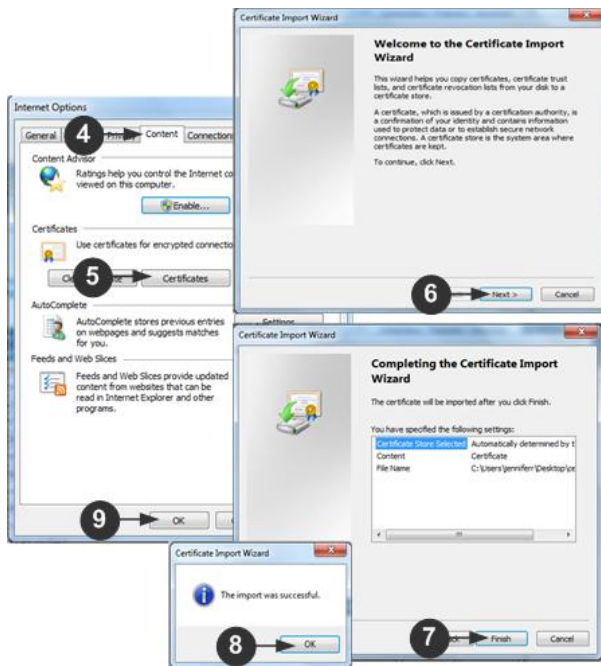 Certificate Import Wizard
Welcome to the Certificate Import
Wizard
This wizard helps you copy certificates, certificate trust
lists, and certificate revocation lists from your disk to a
certificate store.
A certificate, which is issued by a certification authority, is
a confirmation of your identity and contains information
used to protect data or to establish secure network
connections. A certificate store is the system area where
certificates are kept.
To continue, click Next.
6
Next >
Cancel
Internet Options
General
4
Content
Connections
Content Advisor
Ratings help you control the Internet co
viewed on this computer.
Enable...
Certificates
Use certificates for encrypted connectio
5
Certificates
AutoComplete
AutoComplete stores previous entries
on webpages and suggests matches
for you.
Settings
Feeds and Web Slices
Feeds and Web Slices provide updated
content from websites that can be
read in Internet Explorer and other
programs.
9
OK
Certificate Import Wizard
Completing the Certificate Import
Wizard
The certificate will be imported after you click Finish.
You have specified the following settings:
Certificate Store Selected Automatically determined by t
Content Certificate
File Name C:\Users\jenniferr\Desktop\ce
7
Finish
Cancel
Certificate Import Wizard
The import was successful.
8
OK